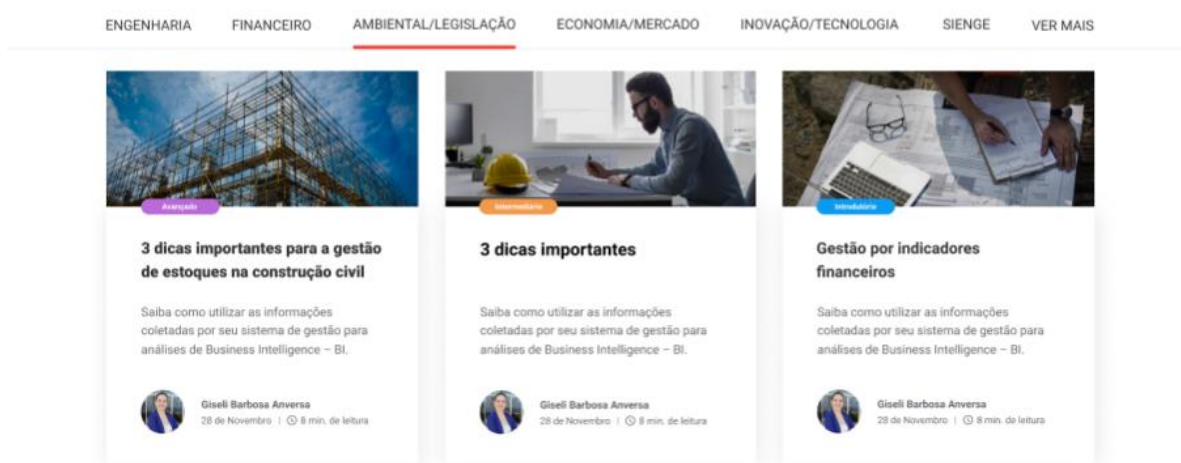 ENGENHARIA FINANCEIRO AMBIENTAL/LEGISLAÇÃO ECONOMIA/MERCADO INOVAÇÃO/TECNOLOGIA SIENGE VER MAIS
Avançado
3 dicas importantes para a gestão
de estoques na construção civil
Saiba como utilizar as informações
coletadas por seu sistema de gestão para
análises de Business Intelligence – BI.
Giseli Barbosa Anversa
28 de Novembro | 8 min. de leitura
Intermediário
3 dicas importantes
Saiba como utilizar as informações
coletadas por seu sistema de gestão para
análises de Business Intelligence – BI.
Giseli Barbosa Anversa
28 de Novembro | 8 min. de leitura
Introdutório
Gestão por indicadores
financeiros
Saiba como utilizar as informações
coletadas por seu sistema de gestão para
análises de Business Intelligence – BI.
Giseli Barbosa Anversa
28 de Novembro | 8 min. de leitura